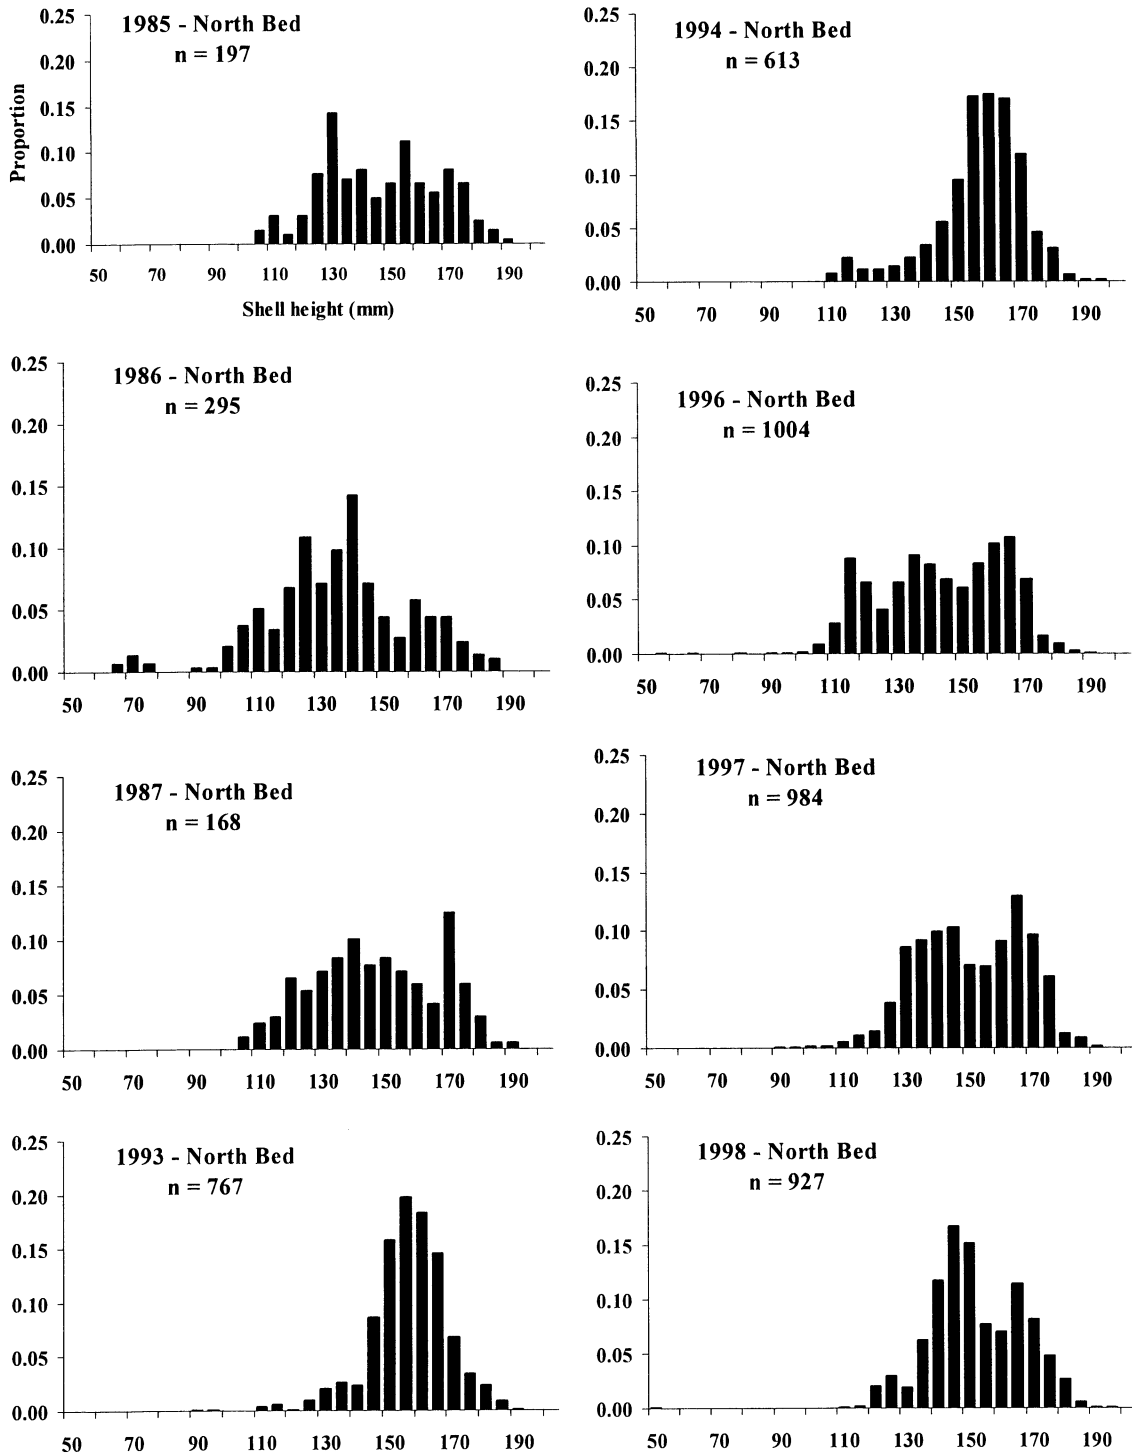 1985 - North Bed
n = 197
0.25
0.20
0.15
0.10
0.05
0.00
Proportion
50 70 90 110 130 150 170 190
Shell height (mm)
1994 - North Bed
n = 613
0.25
0.20
0.15
0.10
0.05
0.00
50 70 90 110 130 150 170 190
1986 - North Bed
n = 295
0.25
0.20
0.15
0.10
0.05
0.00
50 70 90 110 130 150 170 190
1996 - North Bed
n = 1004
0.25
0.20
0.15
0.10
0.05
0.00
50 70 90 110 130 150 170 190
1987 - North Bed
n = 168
0.25
0.20
0.15
0.10
0.05
0.00
50 70 90 110 130 150 170 190
1997 - North Bed
n = 984
0.25
0.20
0.15
0.10
0.05
0.00
50 70 90 110 130 150 170 190
1993 - North Bed
n = 767
0.25
0.20
0.15
0.10
0.05
0.00
50 70 90 110 130 150 170 190
1998 - North Bed
n = 927
0.25
0.20
0.15
0.10
0.05
0.00
50 70 90 110 130 150 170 190